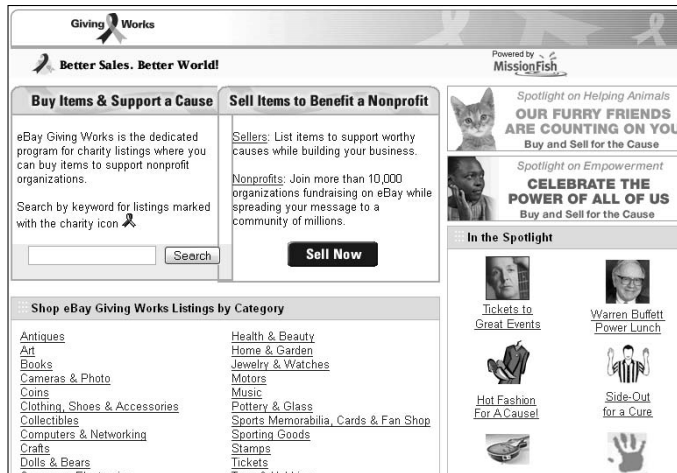 Giving Works
Better Sales. Better World!
Powered by
MissionFish
Buy Items & Support a Cause
eBay Giving Works is the dedicated
program for charity listings where you
can buy items to support nonprofit
organizations.
Search by keyword for listings marked
with the charity icon
Search
Sell Items to Benefit a Nonprofit
Sellers: List items to support worthy
causes while building your business.
Nonprofits: Join more than 10,000
organizations fundraising on eBay while
spreading your message to a
community of millions.
Sell Now
Spotlight on Helping Animals
OUR FURRY FRIENDS
ARE COUNTING ON YOU
Buy and Sell for the Cause
Spotlight on Empowerment
CELEBRATE THE
POWER OF ALL OF US
Buy and Sell for the Cause
In the Spotlight
Tickets to
Great Events
Warren Buffett
Power Lunch
Hot Fashion
For A Cause!
Side-Out
for a Cure
Shop eBay Giving Works Listings by Category
Antiques
Art
Books
Cameras & Photo
Coins
Clothing, Shoes & Accessories
Collectibles
Computers & Networking
Crafts
Dolls & Bears
Health & Beauty
Home & Garden
Jewelry & Watches
Motors
Music
Pottery & Glass
Sports Memorabilia, Cards & Fan Shop
Sporting Goods
Stamps
Tickets